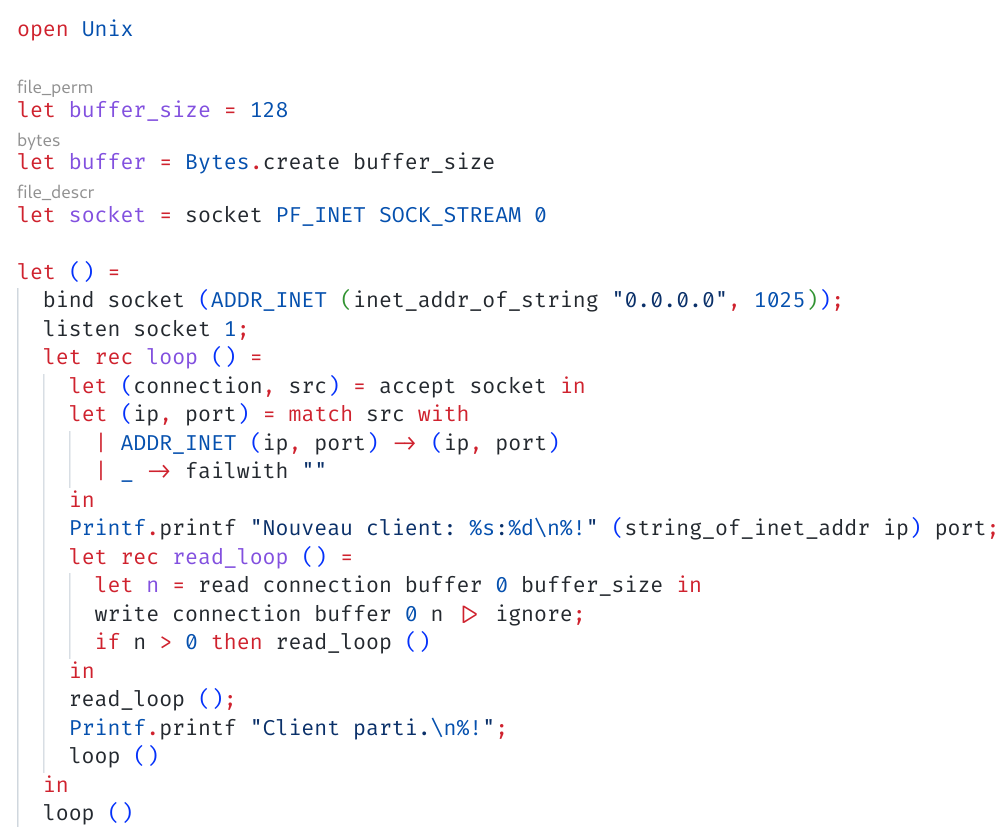 open Unix
file_perm
let buffer_size = 128
bytes
let buffer = Bytes.create buffer_size
file_descr
let socket = socket PF_INET SOCK_STREAM 0
let () =
  bind socket (ADDR_INET (inet_addr_of_string "0.0.0.0", 1025));
  listen socket 1;
  let rec loop () =
    let (connection, src) = accept socket in
    let (ip, port) = match src with
      | ADDR_INET (ip, port) → (ip, port)
      | _ → failwith ""
    in
    Printf.printf "Nouveau client: %s:%d\n%!" (string_of_inet_addr ip) port;
    let rec read_loop () =
      let n = read connection buffer 0 buffer_size in
      write connection buffer 0 n ▷ ignore;
      if n > 0 then read_loop ()
    in
    read_loop ();
    Printf.printf "Client parti.\n%!";
    loop ()
  in
  loop ()